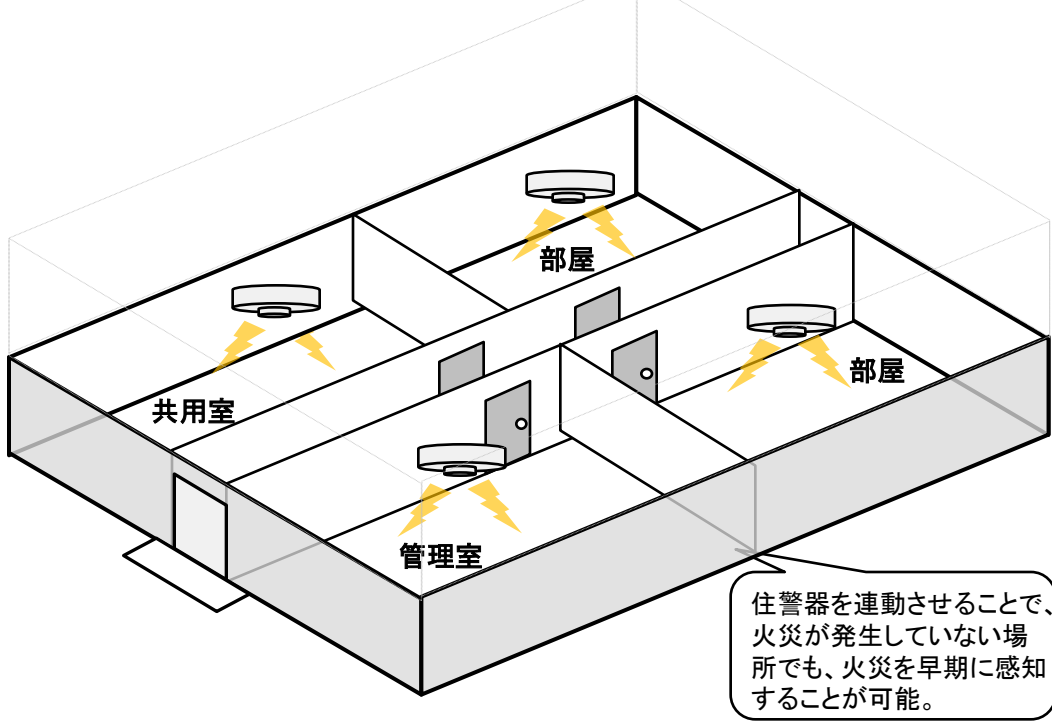 部屋
部屋
共用室
管理室
住警器を連動させることで、
火災が発生していない場
所でも、火災を早期に感知
することが可能。